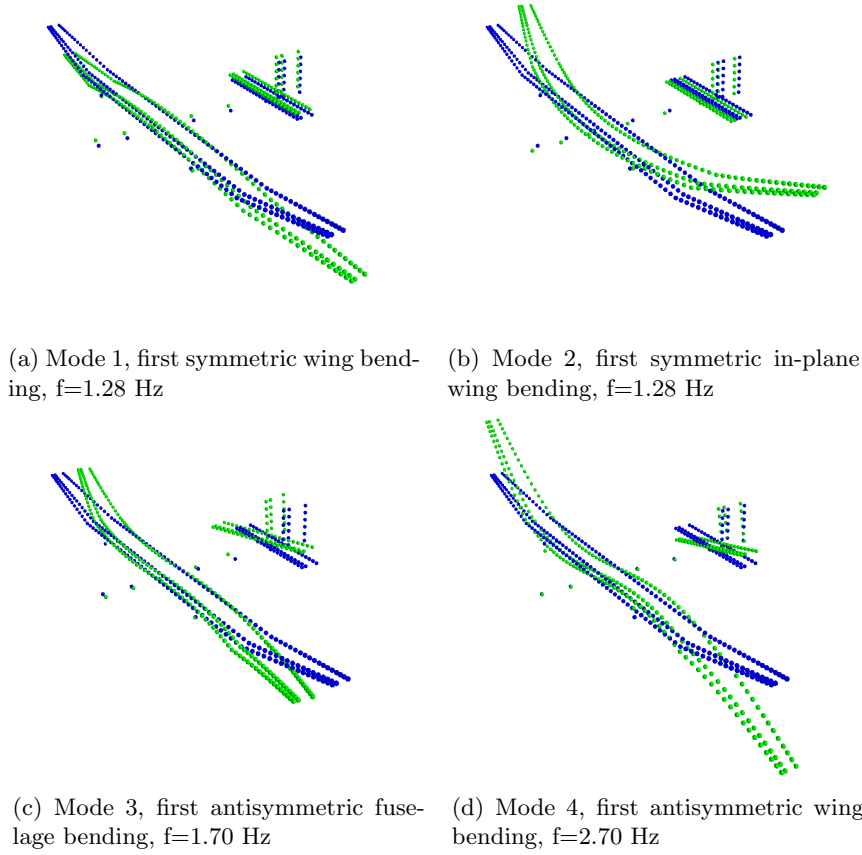 (a) Mode 1, first symmetric wing bend-
ing, f=1.28 Hz
(b) Mode 2, first symmetric in-plane
wing bending, f=1.28 Hz
(c) Mode 3, first antisymmetric fuse-
lage bending, f=1.70 Hz
(d) Mode 4, first antisymmetric wing
bending, f=2.70 Hz